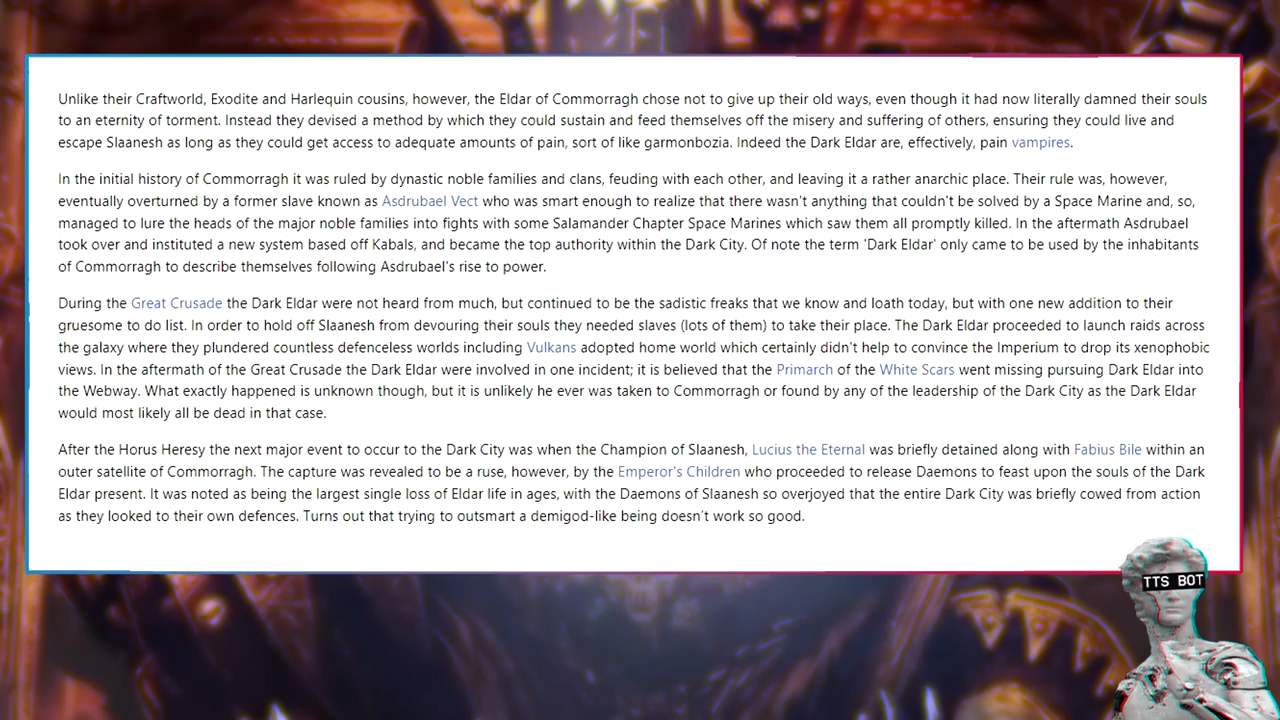 Unlike their Craftworld, Exodite and Harlequin cousins, however, the Eldar of Commorragh chose not to give up their old ways, even though it had now literally damned their souls
to an eternity of torment. Instead they devised a method by which they could sustain and feed themselves off the misery and suffering of others, ensuring they could live and
escape Slaanesh as long as they could get access to adequate amounts of pain, sort of like garmonbozia. Indeed the Dark Eldar are, effectively, pain vampires.
In the initial history of Commorragh it was ruled by dynastic noble families and clans, feuding with each other, and leaving it a rather anarchic place. Their rule was, however,
eventually overturned by a former slave known as Asdrubael Vect who was smart enough to realize that there wasn't anything that couldn't be solved by a Space Marine and, so,
managed to lure the heads of the major noble families into fights with some Salamander Chapter Space Marines which saw them all promptly killed. In the aftermath Asdrubael
took over and instituted a new system based off Kabals, and became the top authority within the Dark City. Of note the term 'Dark Eldar' only came to be used by the inhabitants
of Commorragh to describe themselves following Asdrubael's rise to power.
During the Great Crusade the Dark Eldar were not heard from much, but continued to be the sadistic freaks that we know and loath today, but with one new addition to their
gruesome to do list. In order to hold off Slaanesh from devouring their souls they needed slaves (lots of them) to take their place. The Dark Eldar proceeded to launch raids across
the galaxy where they plundered countless defenceless worlds including Vulkans adopted home world which certainly didn't help to convince the Imperium to drop its xenophobic
views. In the aftermath of the Great Crusade the Dark Eldar were involved in one incident; it is believed that the Primarch of the White Scars went missing pursuing Dark Eldar into
the Webway. What exactly happened is unknown though, but it is unlikely he ever was taken to Commorragh or found by any of the leadership of the Dark City as the Dark Eldar
would most likely all be dead in that case.
After the Horus Heresy the next major event to occur to the Dark City was when the Champion of Slaanesh, Lucius the Eternal was briefly detained along with Fabius Bile within an
outer satellite of Commorragh. The capture was revealed to be a ruse, however, by the Emperor's Children who proceeded to release Daemons to feast upon the souls of the Dark
Eldar present. It was noted as being the largest single loss of Eldar life in ages, with the Daemons of Slaanesh so overjoyed that the entire Dark City was briefly cowed from action
as they looked to their own defences. Turns out that trying to outsmart a demigod-like being doesn't work so good.
TTS BOT